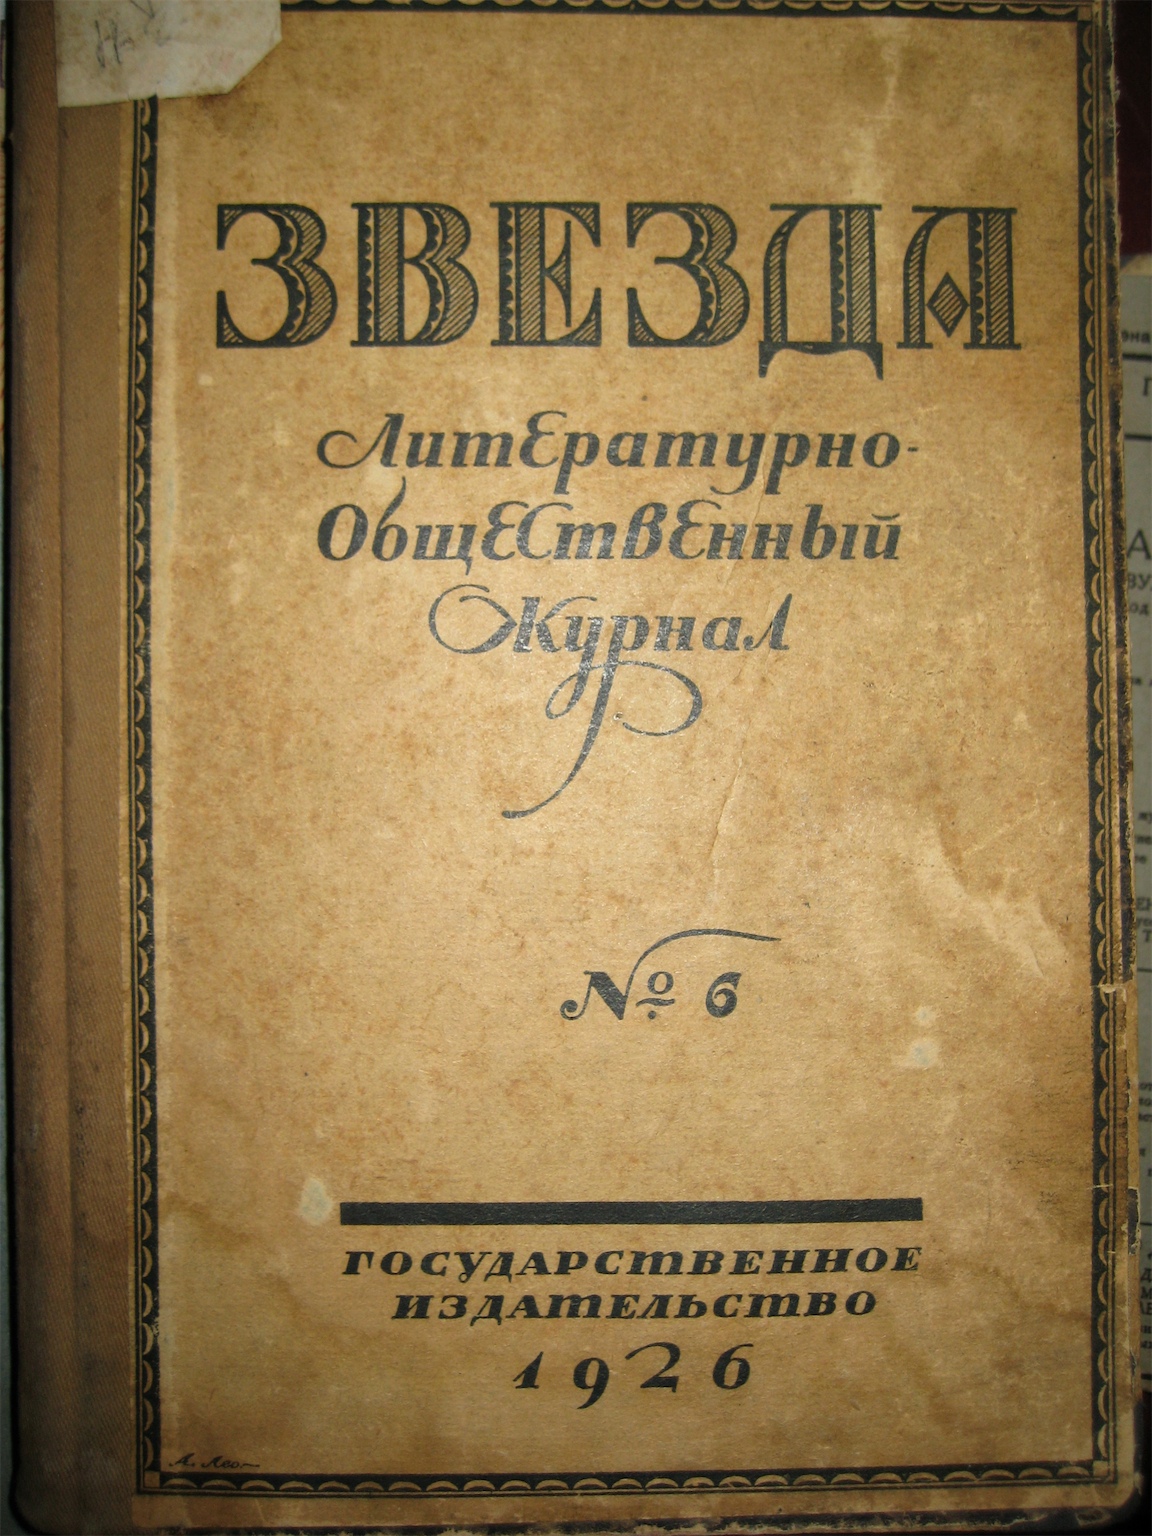 ЗВЕЗДА
Литературно-
Общественный
Журнал
№ 6
ГОСУДАРСТВЕННОЕ
ИЗДАТЕЛЬСТВО
1926